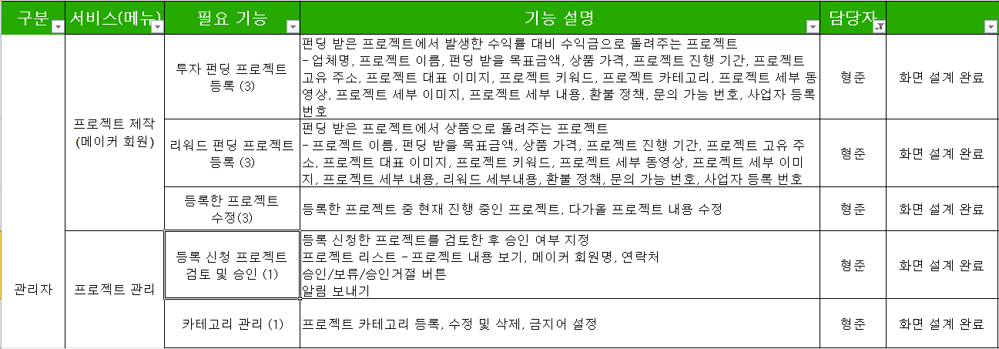 구분 서비스(메뉴) 필요 기능 기능 설명 담당자
관리자
프로젝트 제작
(메이커 회원)
투자 펀딩 프로젝트
등록 (3)
펀딩 받은 프로젝트에서 발생한 수익률 대비 수익금으로 돌려주는 프로젝트
- 업체명, 프로젝트 이름, 펀딩 받을 목표금액, 상품 가격, 프로젝트 진행 기간, 프로젝트
고유 주소, 프로젝트 대표 이미지, 프로젝트 키워드, 프로젝트 카테고리, 프로젝트 세부 동
영상, 프로젝트 세부 이미지, 프로젝트 세부 내용, 환불 정책, 문의 가능 번호, 사업자 등록
번호
형준
화면 설계 완료
리워드 펀딩 프로젝트
등록 (3)
펀딩 받은 프로젝트에서 상품으로 돌려주는 프로젝트
- 프로젝트 이름, 펀딩 받을 목표금액, 상품 가격, 프로젝트 진행 기간, 프로젝트 고유 주
소, 프로젝트 대표 이미지, 프로젝트 키워드, 프로젝트 세부 동영상, 프로젝트 세부 이미
지, 프로젝트 세부 내용, 리워드 세부내용, 환불 정책, 문의 가능 번호, 사업자 등록 번호
형준
화면 설계 완료
등록한 프로젝트
수정(3)
등록한 프로젝트 중 현재 진행 중인 프로젝트, 다가올 프로젝트 내용 수정
형준
화면 설계 완료
프로젝트 관리
등록 신청 프로젝트
검토 및 승인 (1)
등록 신청한 프로젝트를 검토한 후 승인 여부 지정
프로젝트 리스트 - 프로젝트 내용 보기, 메이커 회원명, 연락처
승인/보류/승인거절 버튼
알림 보내기
형준
화면 설계 완료
카테고리 관리 (1)
프로젝트 카테고리 등록, 수정 및 삭제, 금지어 설정
형준
화면 설계 완료